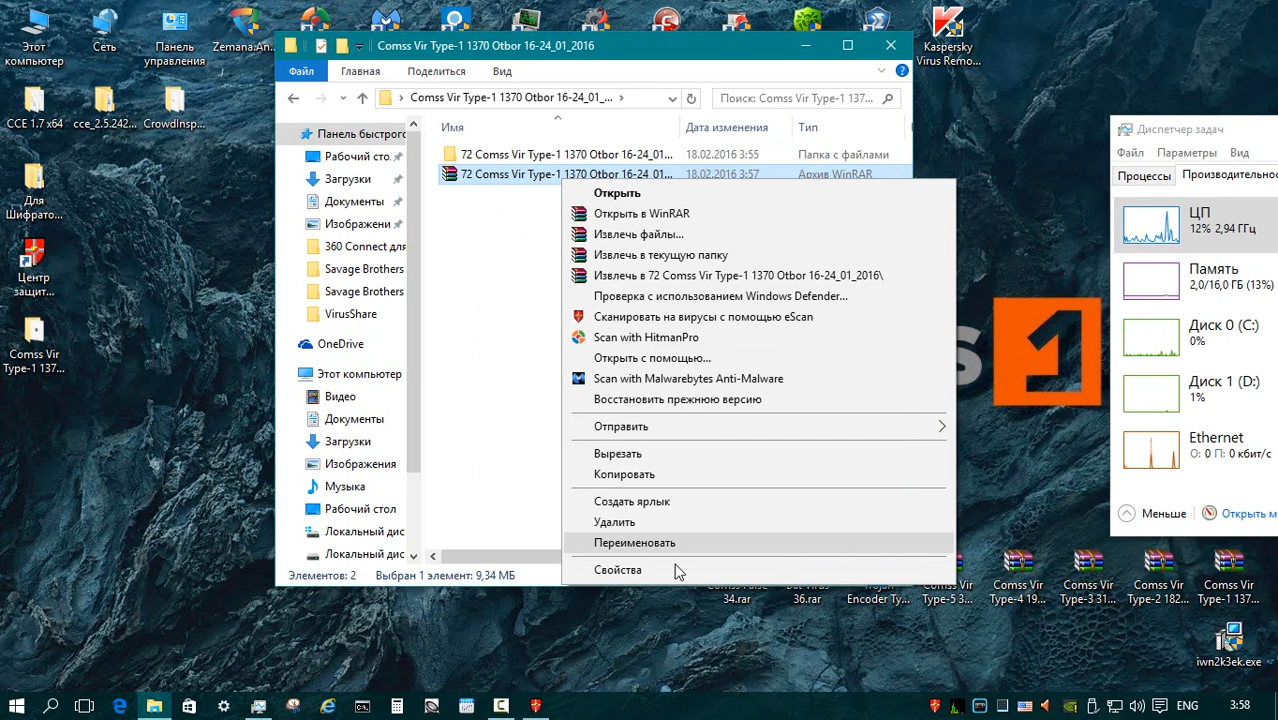 Этот компьютер
Сеть
Панель управления
Zemana.An...
Kaspersky Virus Remo...
CCE 1.7 x64
cce_2.5.242...
CrowdInsp...
Для Шифрато...
Центр защит...
Comss Vir Type-1 137...
Comss Vir Type-1 1370 Otbor 16-24_01_2016
Файл
Главная
Поделиться
Вид
Comss Vir Type-1 1370 Otbor 16-24_01_...
Поиск: Comss Vir Type-1 137...
Имя
Дата изменения
Тип
72 Comss Vir Type-1 1370 Otbor 16-24_01...
18.02.2016 3:55
Папка с файлами
72 Comss Vir Type-1 1370 Otbor 16-24_01...
18.02.2016 3:57
Архив WinRAR
Панель быстрого
Рабочий сто.
Загрузки
Документы
Изображени
360 Connect для
Savage Brothers
Savage Brothers
VirusShare
OneDrive
Этот компьютер
Видео
Документы
Загрузки
Изображения
Музыка
Рабочий стол
Локальный дис
Локальный дис
Элементов: 2
Выбран 1 элемент: 9,34 МБ
Открыть
Открыть в WinRAR
Извлечь файлы...
Извлечь в текущую папку
Извлечь в 72 Comss Vir Type-1 1370 Otbor 16-24_01_2016\
Проверка с использованием Windows Defender...
Сканировать на вирусы с помощью eScan
Scan with HitmanPro
Открыть с помощью...
Scan with Malwarebytes Anti-Malware
Восстановить прежнюю версию
Отправить
Вырезать
Копировать
Создать ярлык
Удалить
Переименовать
Свойства
Диспетчер задач
Файл
Параметры
Вид
Процессы
Производительнос
ЦП
12% 2,94 ГГц
Память
2,0/16,0 ГБ (13%)
Диск 0 (C:)
0%
Диск 1 (D:)
1%
Ethernet
О: 0 П: 0 кбит/с
Меньше
Открыть м
s
1
34.rar
36.rar
Encoder Ty...
Comss Vir Type-5 3...
Comss Vir Type-4 19...
Comss Vir Type-3 31...
Comss Vir Type-2 182...
Comss Vir Type-1 137...
iwn2k3ek.exe
ENG
3:58